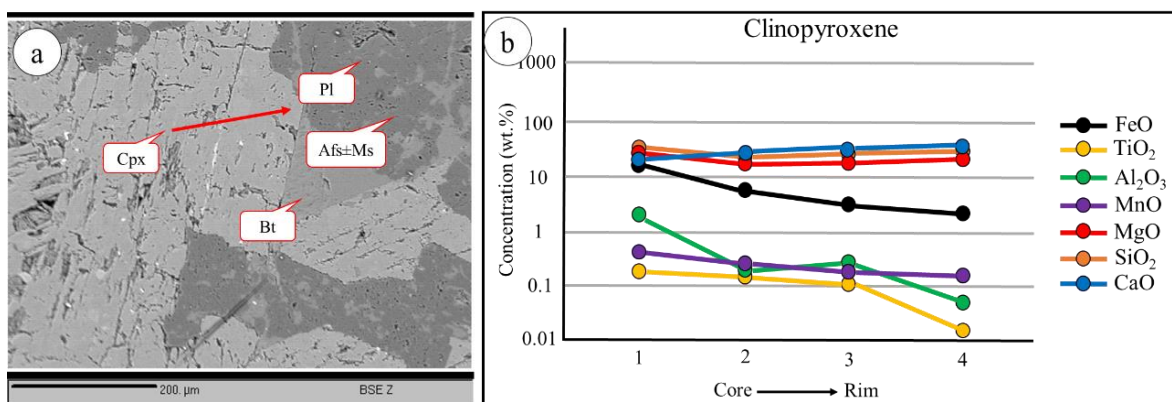 a
Pl
Afs±Ms
Cpx
Bt
200. µm
BSE Z
b
Clinopyroxene
Concentration (wt.%)
1000
100
10
1
0.1
0.01
1 2 3 4
Core Rim
FeO
TiO₂
Al₂O₃
MnO
MgO
SiO₂
CaO